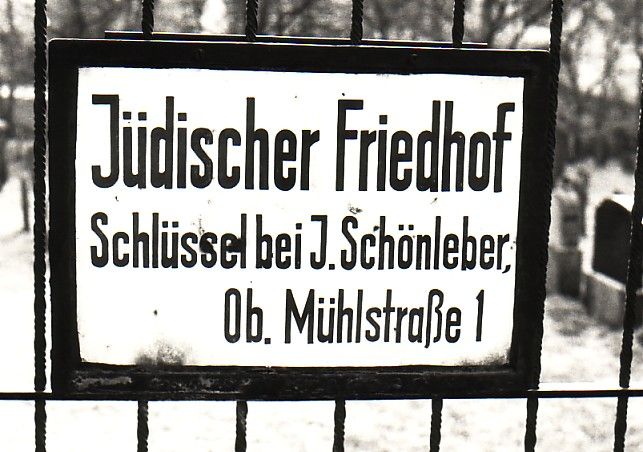 Jüdischer Friedhof
Schlüssel bei J. Schönleber,
Ob. Mühlstraße 1